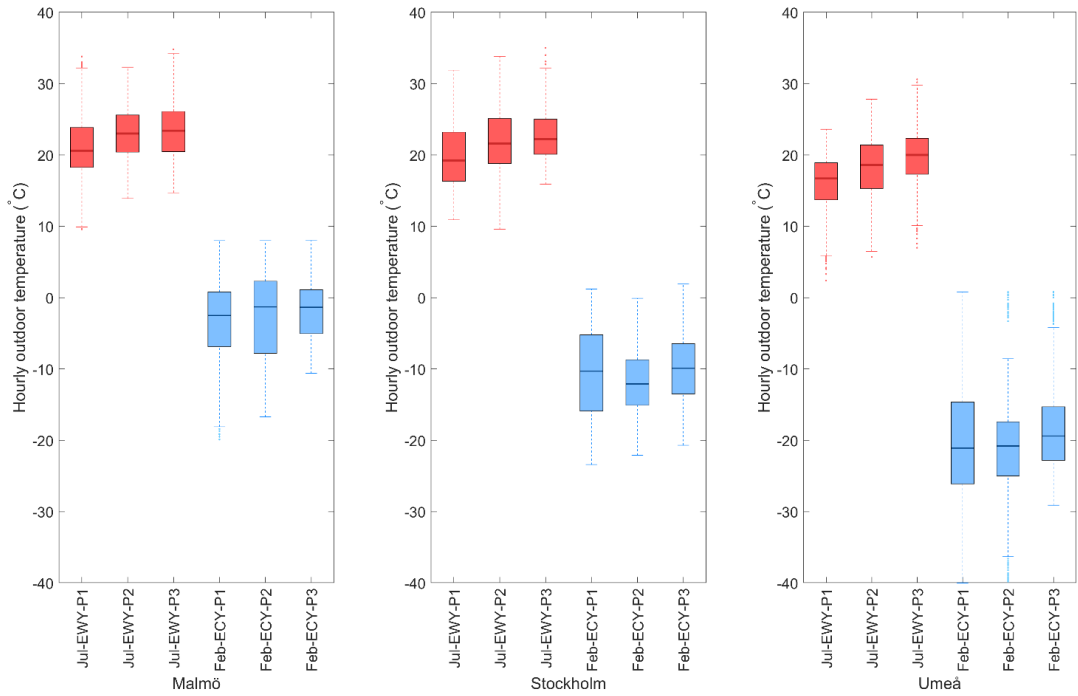 Hourly outdoor temperature (°C)
40
30
20
10
0
-10
-20
-30
-40
Jul-EWY-P1
Jul-EWY-P2
Jul-EWY-P3
Feb-ECY-P1
Feb-ECY-P2
Feb-ECY-P3
Malmö
Hourly outdoor temperature (°C)
40
30
20
10
0
-10
-20
-30
-40
Jul-EWY-P1
Jul-EWY-P2
Jul-EWY-P3
Feb-ECY-P1
Feb-ECY-P2
Feb-ECY-P3
Stockholm
Hourly outdoor temperature (°C)
40
30
20
10
0
-10
-20
-30
-40
Jul-EWY-P1
Jul-EWY-P2
Jul-EWY-P3
Feb-ECY-P1
Feb-ECY-P2
Feb-ECY-P3
Umeå